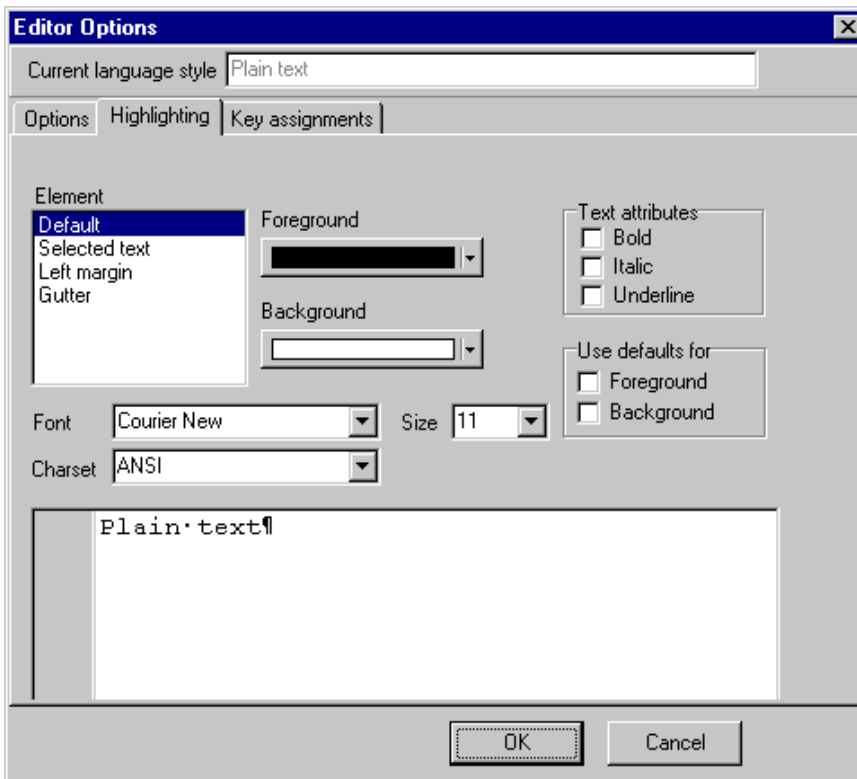 Editor Options
Current language style Plain text
Options Highlighting Key assignments
Element
Default
Selected text
Left margin
Gutter
Foreground
Background
Text attributes
Bold
Italic
Underline
Use defaults for
Foreground
Background
Font Courier New Size 11
Charset ANSI
Plain·text¶
OK Cancel